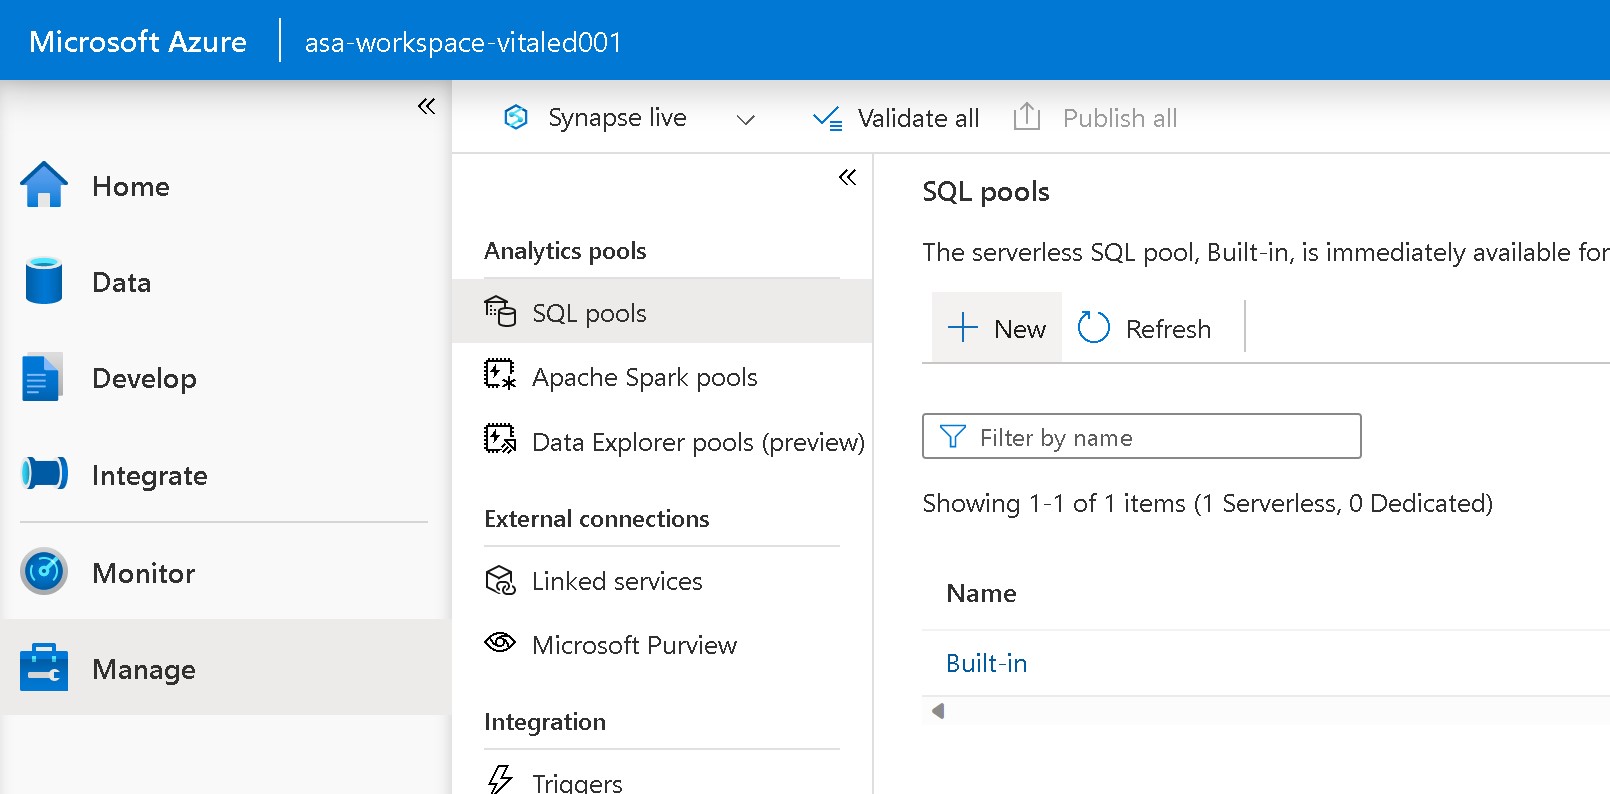 Microsoft Azure
asa-workspace-vitaled001
Home
Data
Develop
Integrate
Monitor
Manage
Synapse live
Validate all
Publish all
Analytics pools
SQL pools
Apache Spark pools
Data Explorer pools (preview)
External connections
Linked services
Microsoft Purview
Integration
Triggers
SQL pools
The serverless SQL pool, Built-in, is immediately available for
New
Refresh
Filter by name
Showing 1-1 of 1 items (1 Serverless, 0 Dedicated)
Name
Built-in